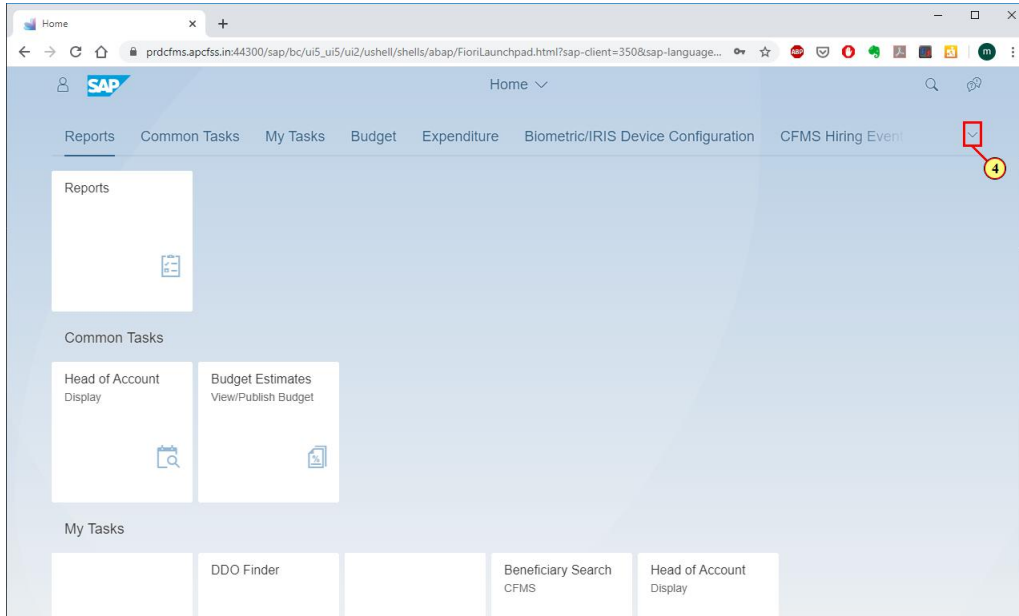 Home
prdcfms.apcfss.in:44300/sap/bc/ui5_ui5/ui2/ushell/shells/abap/FioriLaunchpad.html?sap-client=350&sap-language...
ABP
m
SAP
Home
Reports Common Tasks My Tasks Budget Expenditure Biometric/IRIS Device Configuration CFMS Hiring Event
4
Reports
Common Tasks
Head of Account
Display
Budget Estimates
View/Publish Budget
My Tasks
DDO Finder
Beneficiary Search
CFMS
Head of Account
Display